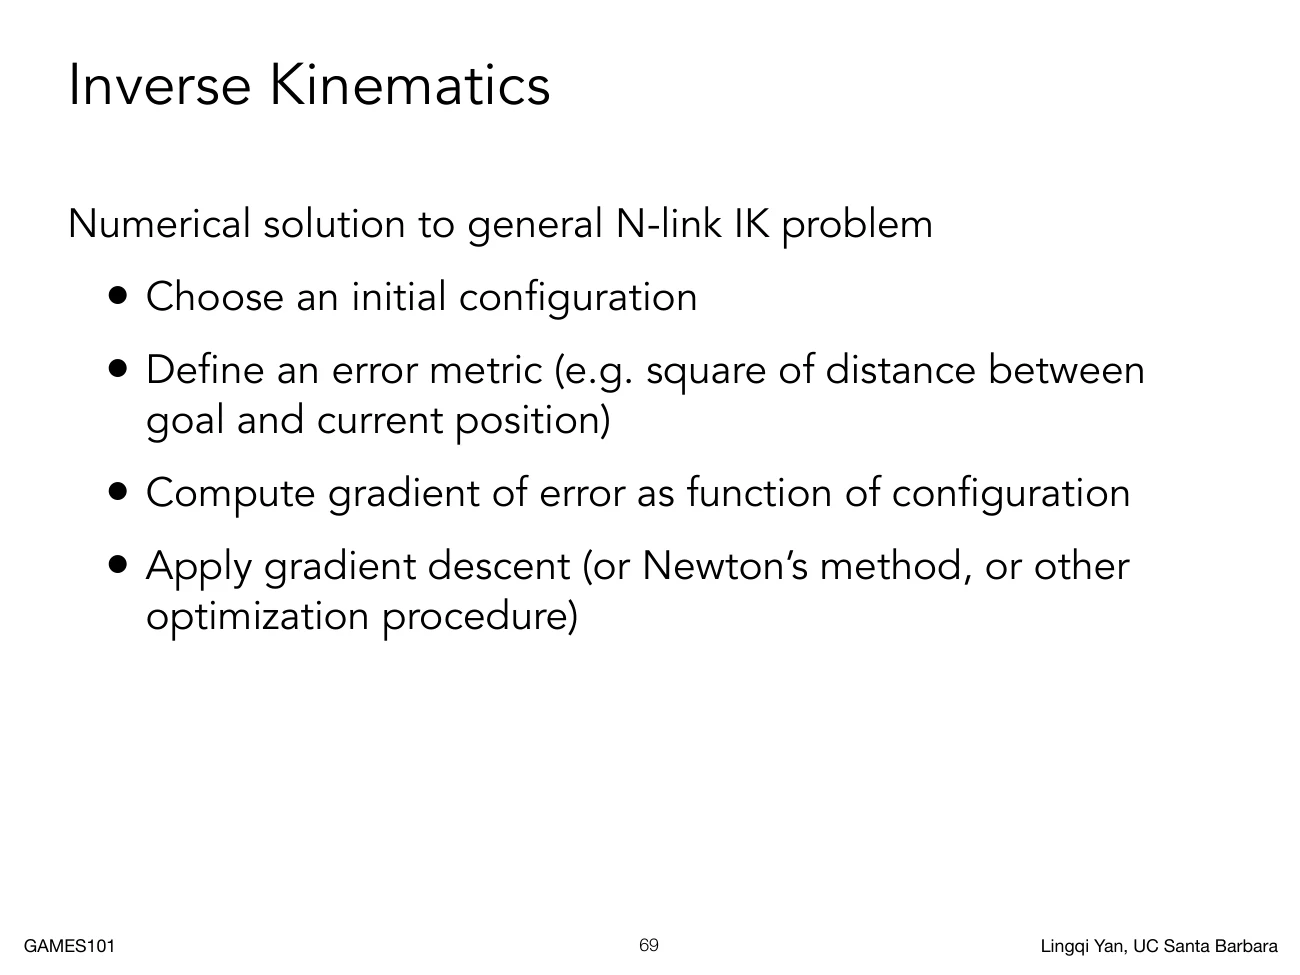 Inverse Kinematics
Numerical solution to general N-link IK problem
• Choose an initial configuration
• Define an error metric (e.g. square of distance between
goal and current position)
• Compute gradient of error as function of configuration
• Apply gradient descent (or Newton’s method, or other
optimization procedure)
GAMES101
69
Lingqi Yan, UC Santa Barbara